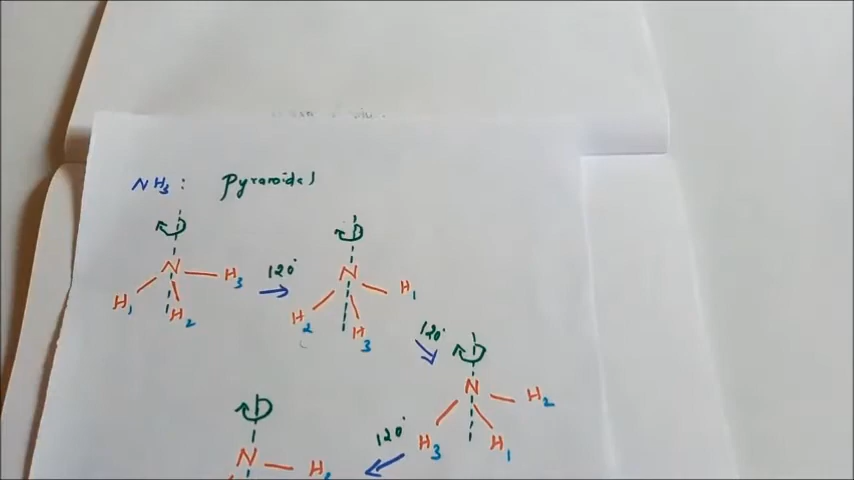 NH3: Pyramidal
N
H1 H2 H3
120°
N
H2 H3 H1
120°
N
H3 H1 H2
120°
N
H